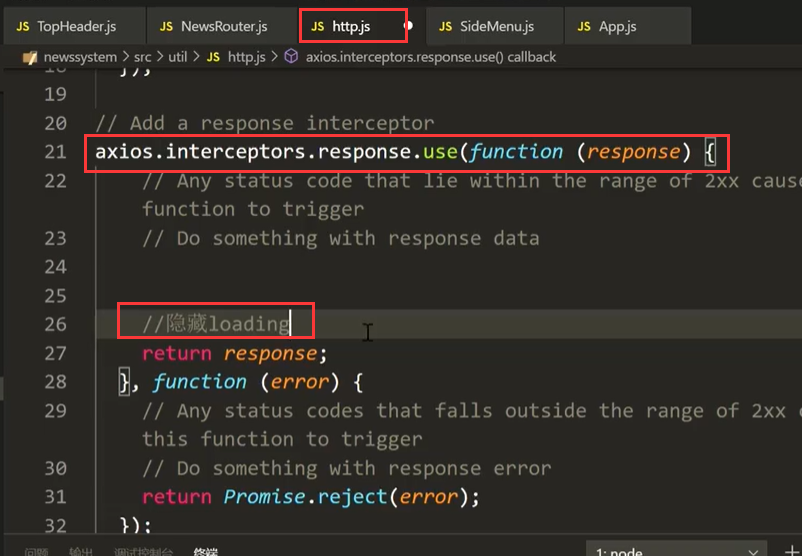 JS TopHeader.js JS NewsRouter.js JS http.js JS SideMenu.js JS App.js
newssystem > src > util > JS http.js > axios.interceptors.response.use() callback
18 });
19
20 // Add a response interceptor
21 axios.interceptors.response.use(function (response) {
22 // Any status code that lie within the range of 2xx cause
function to trigger
23 // Do something with response data
24
25
26 //隐藏loading
27 return response;
28 }, function (error) {
29 // Any status codes that falls outside the range of 2xx
this function to trigger
30 // Do something with response error
31 return Promise.reject(error);
32 });
问题 输出 调试控制台 终端 1: node